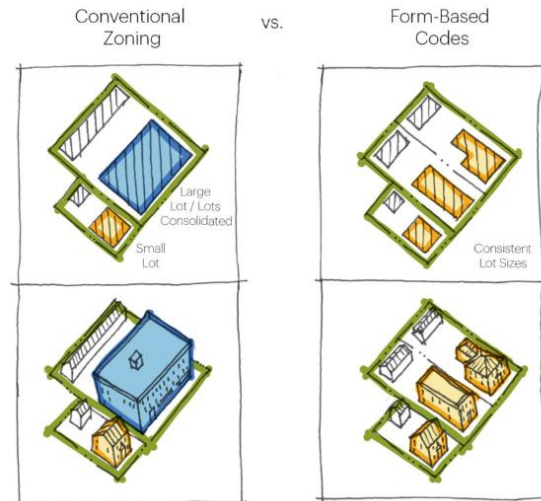 Conventional
Zoning
vs.
Form-Based
Codes
Large
Lot / Lots
Consolidated
Small
Lot
Consistent
Lot Sizes